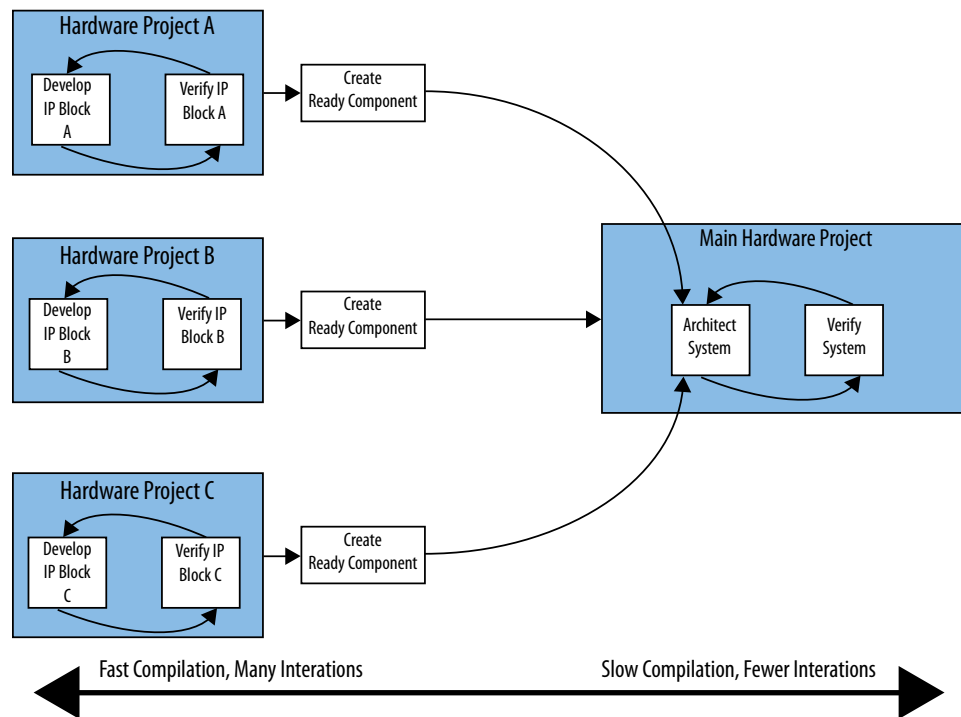 Hardware Project A
Develop
IP Block
A
Verify IP
Block A
Create
Ready Component
Hardware Project B
Develop
IP Block
B
Verify IP
Block B
Create
Ready Component
Main Hardware Project
Architect
System
Verify
System
Hardware Project C
Develop
IP Block
C
Verify IP
Block C
Create
Ready Component
Fast Compilation, Many Interations
Slow Compilation, Fewer Interations